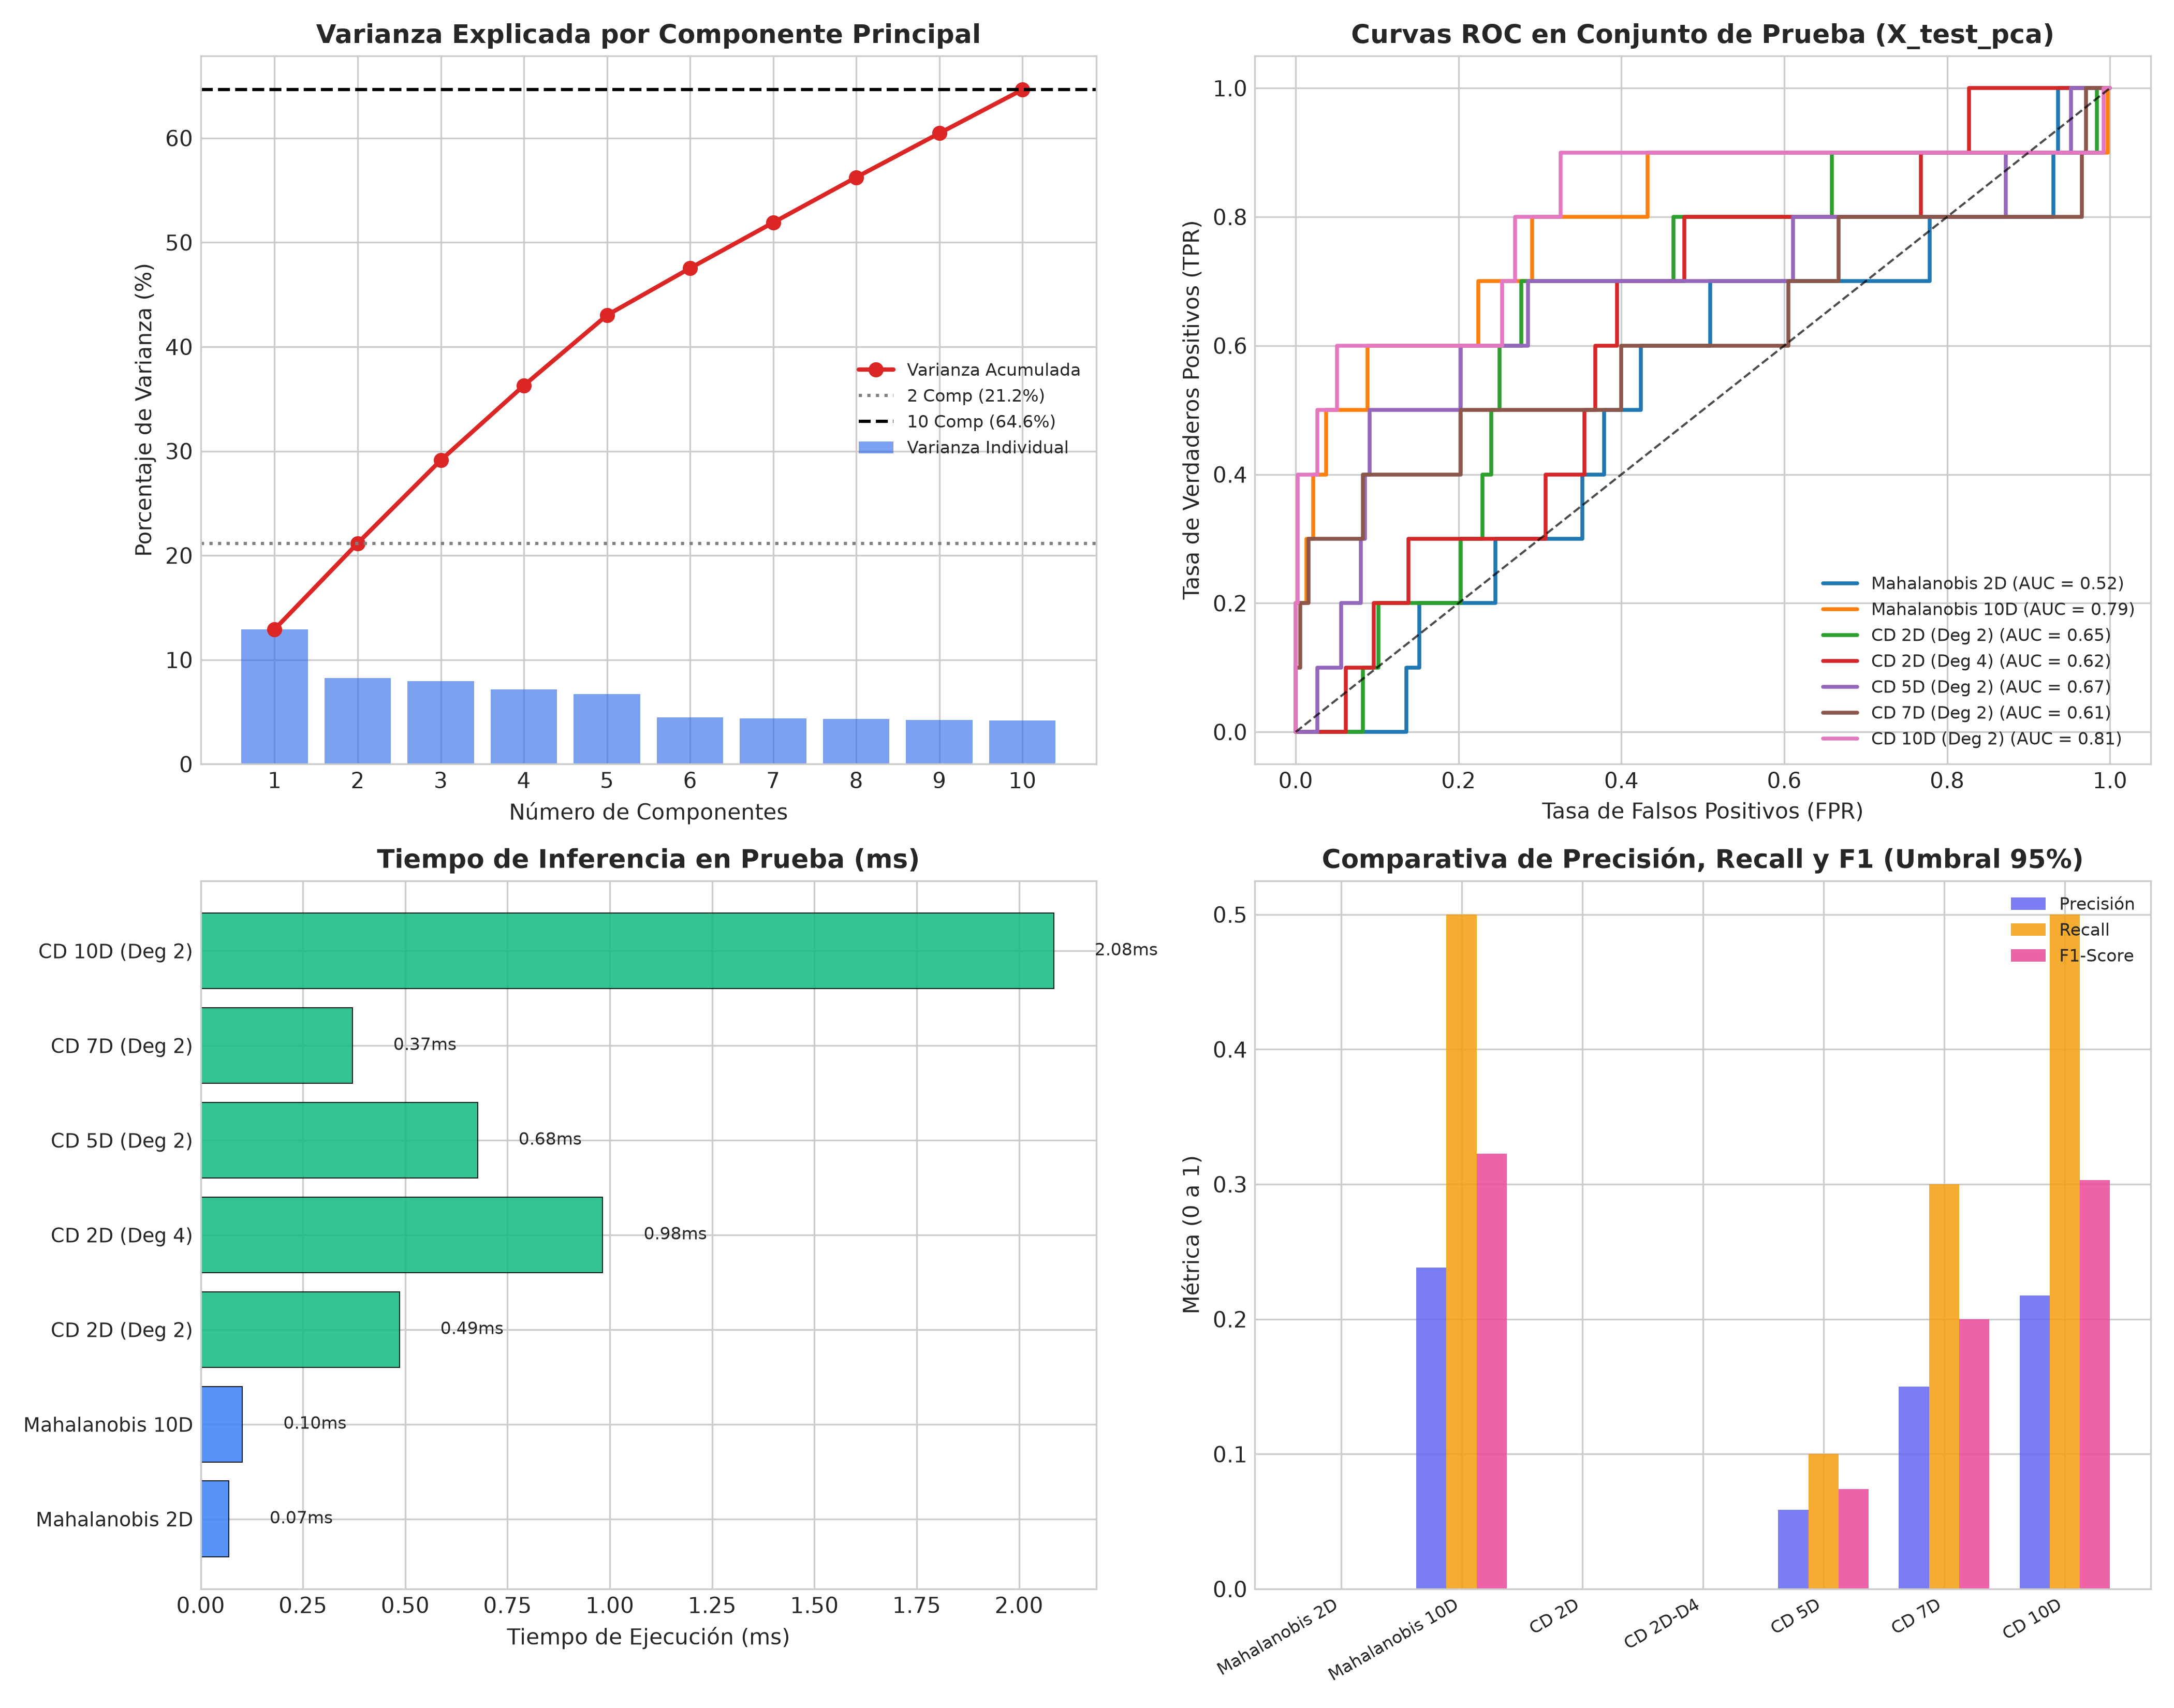 Varianza Explicada por Componente Principal
Porcentaje de Varianza (%)
60
50
40
30
20
10
0
Varianza Acumulada
2 Comp (21.2%)
10 Comp (64.6%)
Varianza Individual
1 2 3 4 5 6 7 8 9 10
Número de Componentes
Curvas ROC en Conjunto de Prueba (X_test_pca)
Tasa de Verdaderos Positivos (TPR)
1.0
0.8
0.6
0.4
0.2
0.0
Mahalanobis 2D (AUC = 0.52)
Mahalanobis 10D (AUC = 0.79)
CD 2D (Deg 2) (AUC = 0.65)
CD 2D (Deg 4) (AUC = 0.62)
CD 5D (Deg 2) (AUC = 0.67)
CD 7D (Deg 2) (AUC = 0.61)
CD 10D (Deg 2) (AUC = 0.81)
0.0 0.2 0.4 0.6 0.8 1.0
Tasa de Falsos Positivos (FPR)
Tiempo de Inferencia en Prueba (ms)
CD 10D (Deg 2) 2.08ms
CD 7D (Deg 2) 0.37ms
CD 5D (Deg 2) 0.68ms
CD 2D (Deg 4) 0.98ms
CD 2D (Deg 2) 0.49ms
Mahalanobis 10D 0.10ms
Mahalanobis 2D 0.07ms
0.00 0.25 0.50 0.75 1.00 1.25 1.50 1.75 2.00
Tiempo de Ejecución (ms)
Comparativa de Precisión, Recall y F1 (Umbral 95%)
Métrica (0 a 1)
0.5
0.4
0.3
0.2
0.1
0.0
Precisión
Recall
F1-Score
Mahalanobis 2D
Mahalanobis 10D
CD 2D
CD 2D-D4
CD 5D
CD 7D
CD 10D